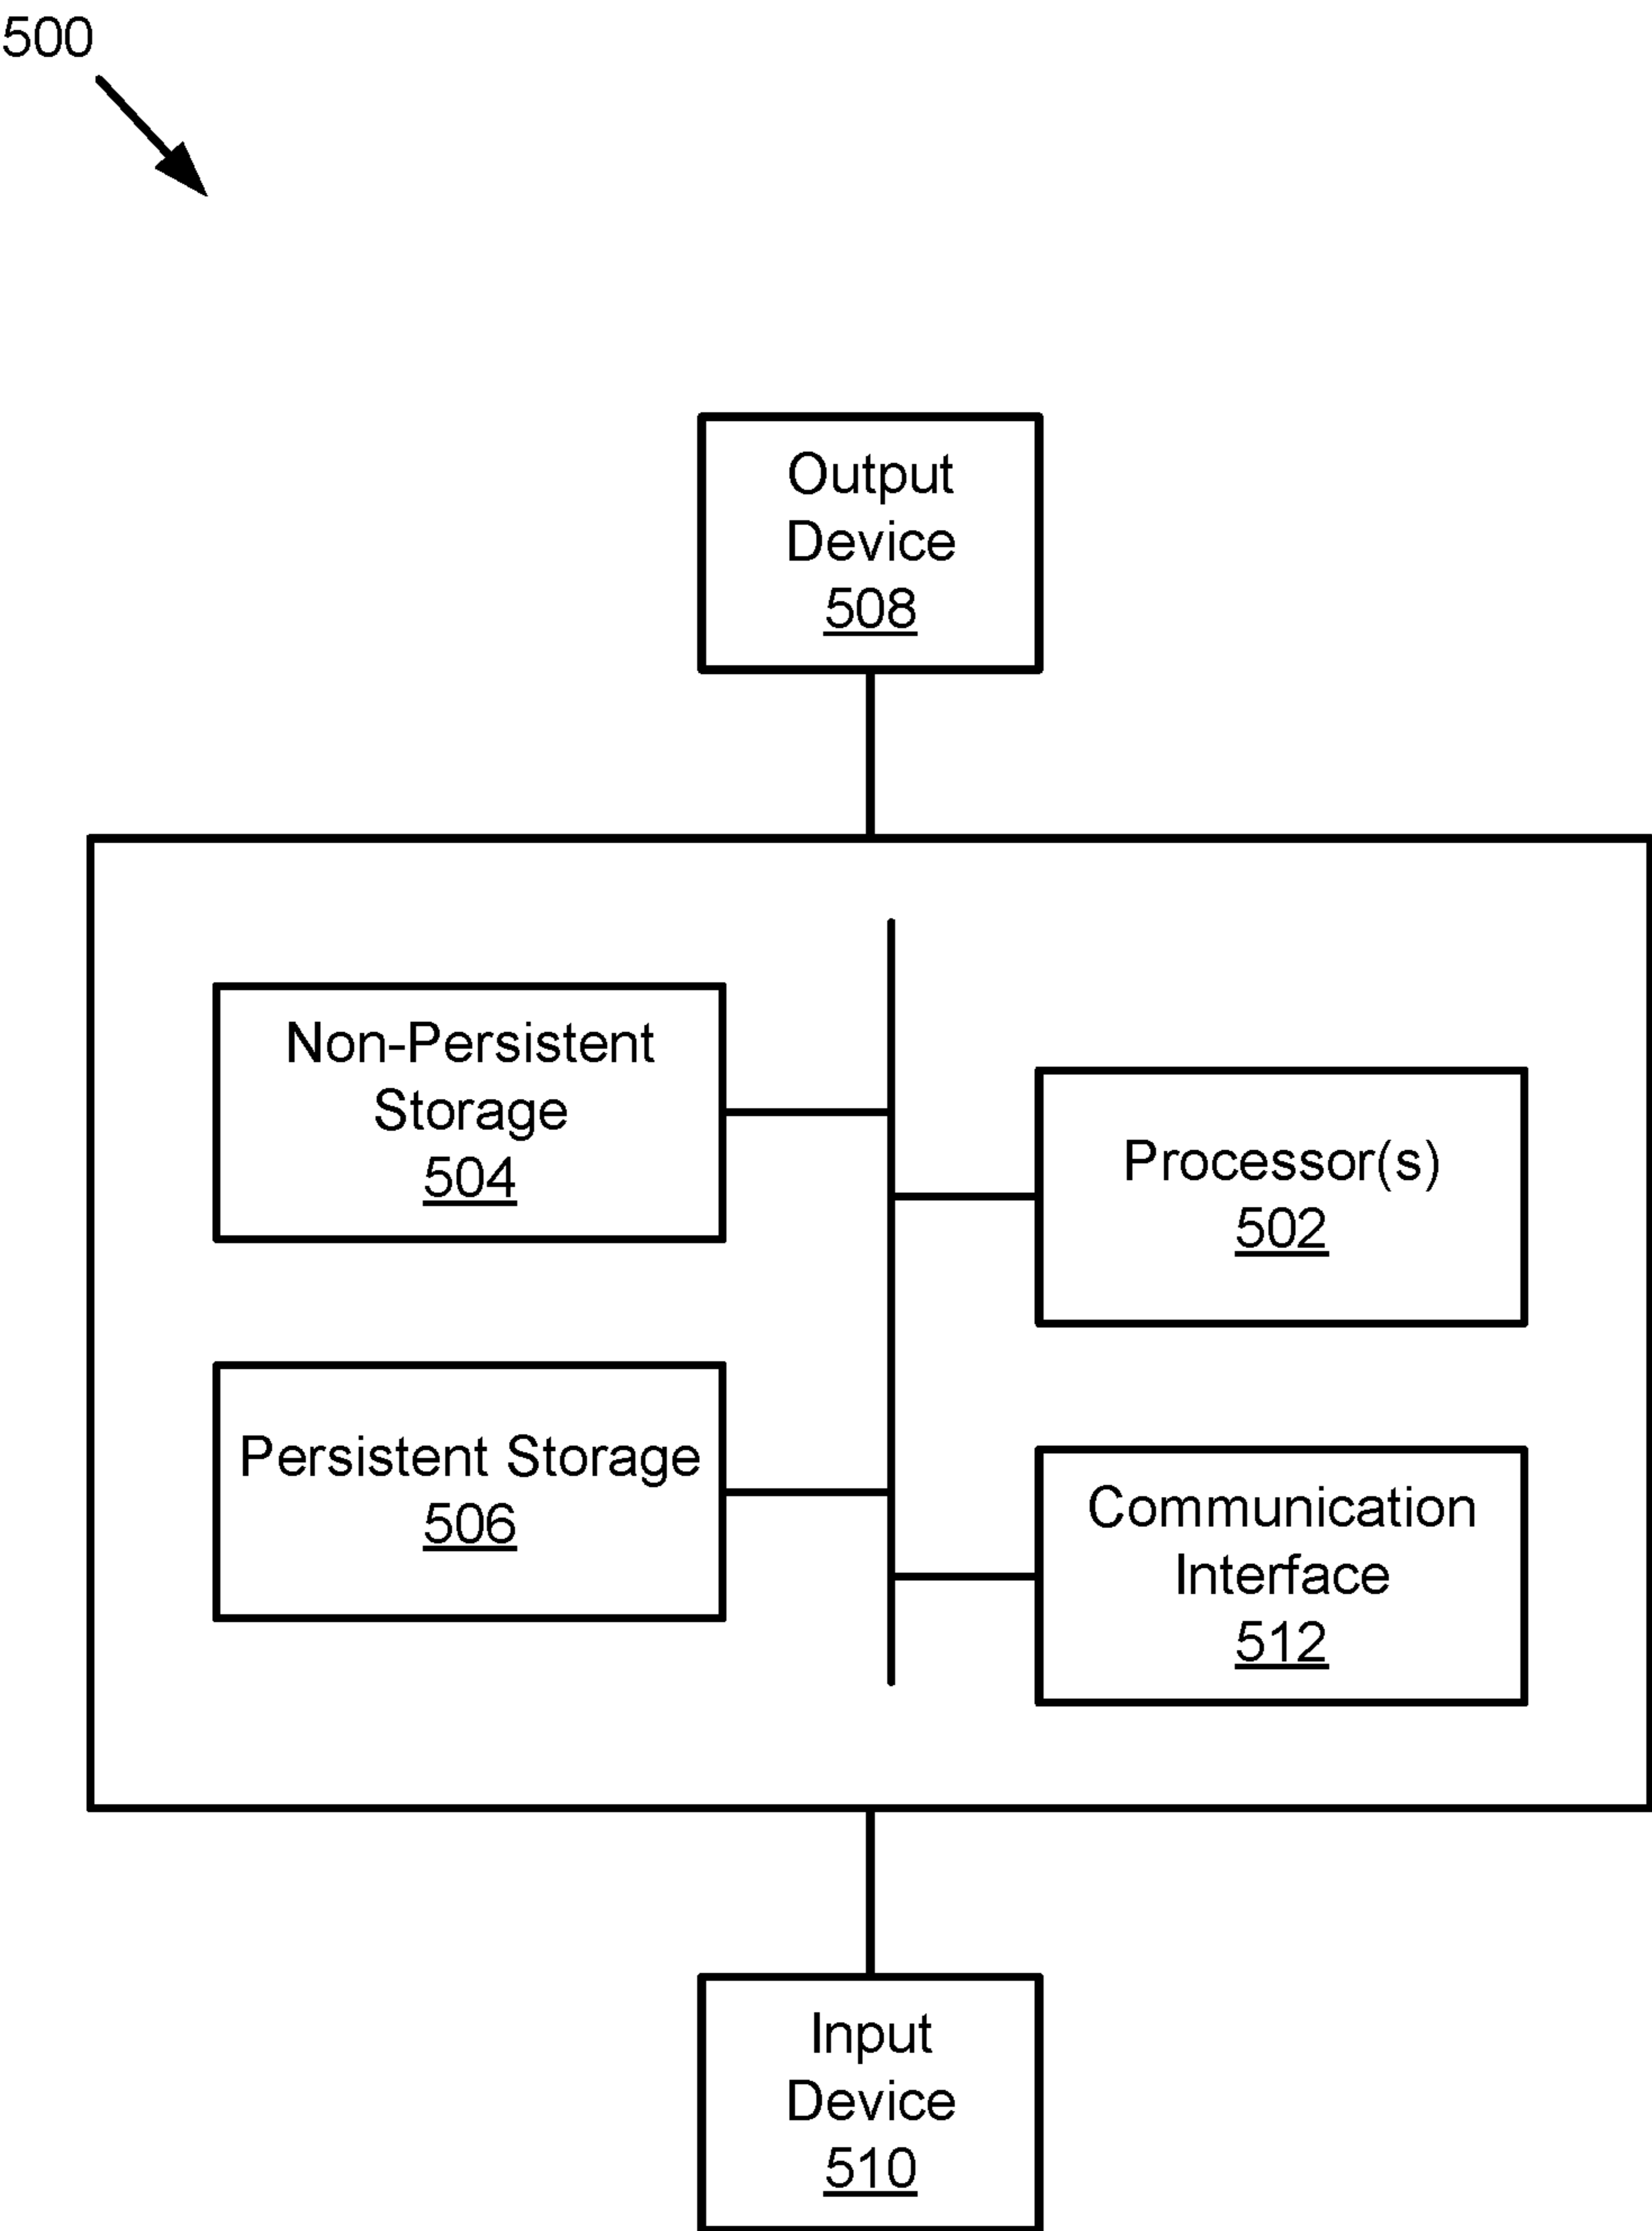 500
Output
Device
508
Non-Persistent
Storage
504
Processor(s)
502
Persistent Storage
506
Communication
Interface
512
Input
Device
510